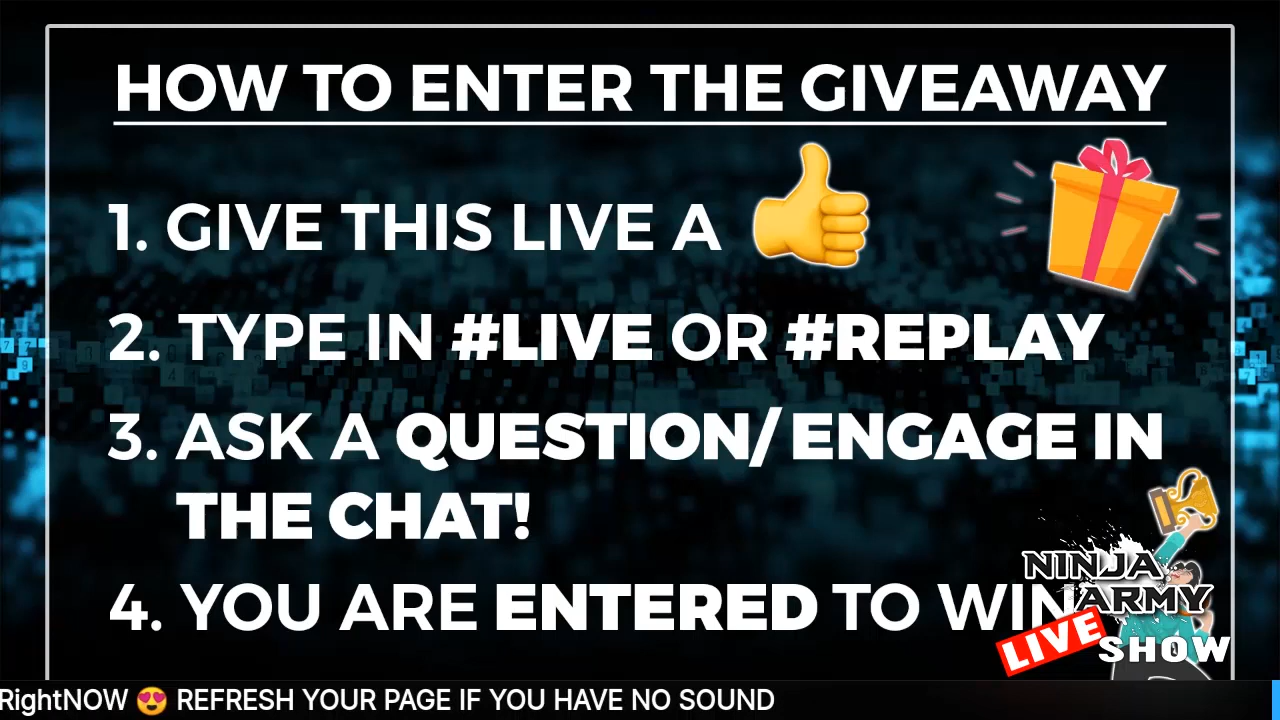 HOW TO ENTER THE GIVEAWAY
1. GIVE THIS LIVE A 👍
2. TYPE IN #LIVE OR #REPLAY
3. ASK A QUESTION/ ENGAGE IN
THE CHAT!
4. YOU ARE ENTERED TO WIN
NINJA
ARMY
LIVE SHOW
RightNOW 😍 REFRESH YOUR PAGE IF YOU HAVE NO SOUND